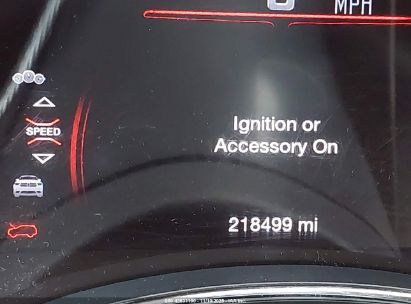 MPH
SPEED
Ignition or
Accessory On
218499 mi